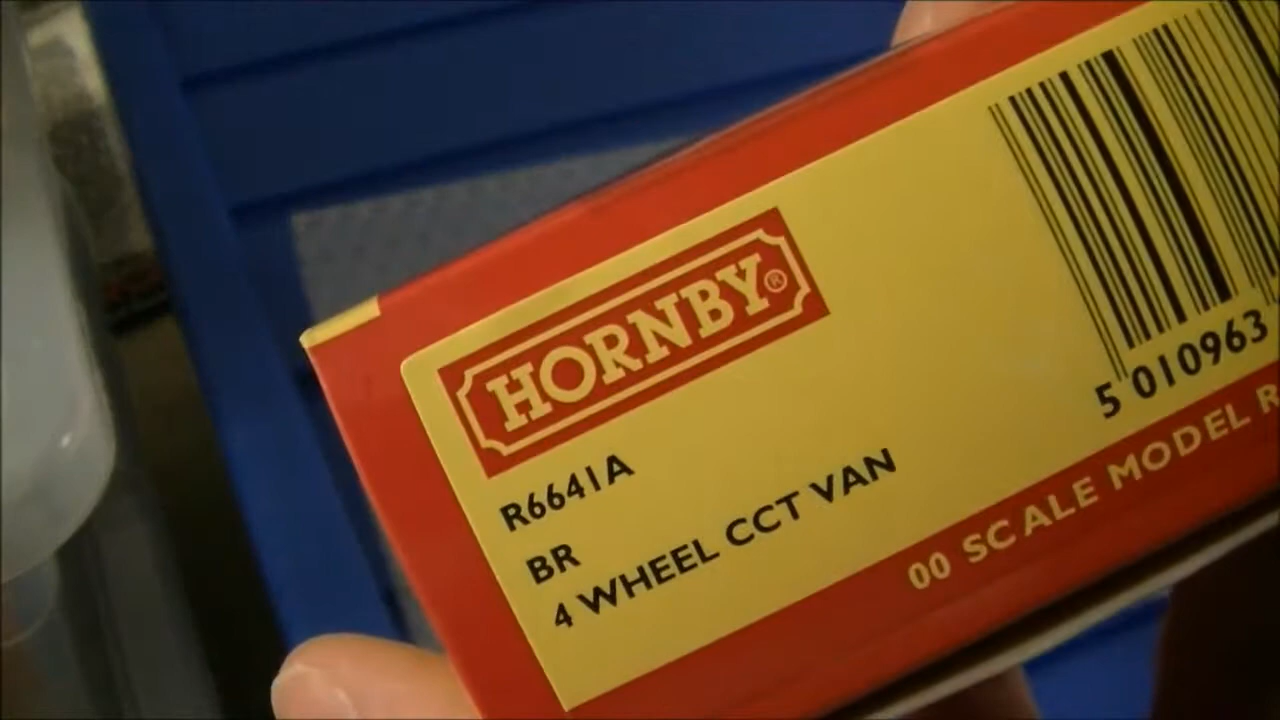 HORNBY®
R6641A
BR
4 WHEEL CCT VAN
5 010963
00 SCALE MODEL R